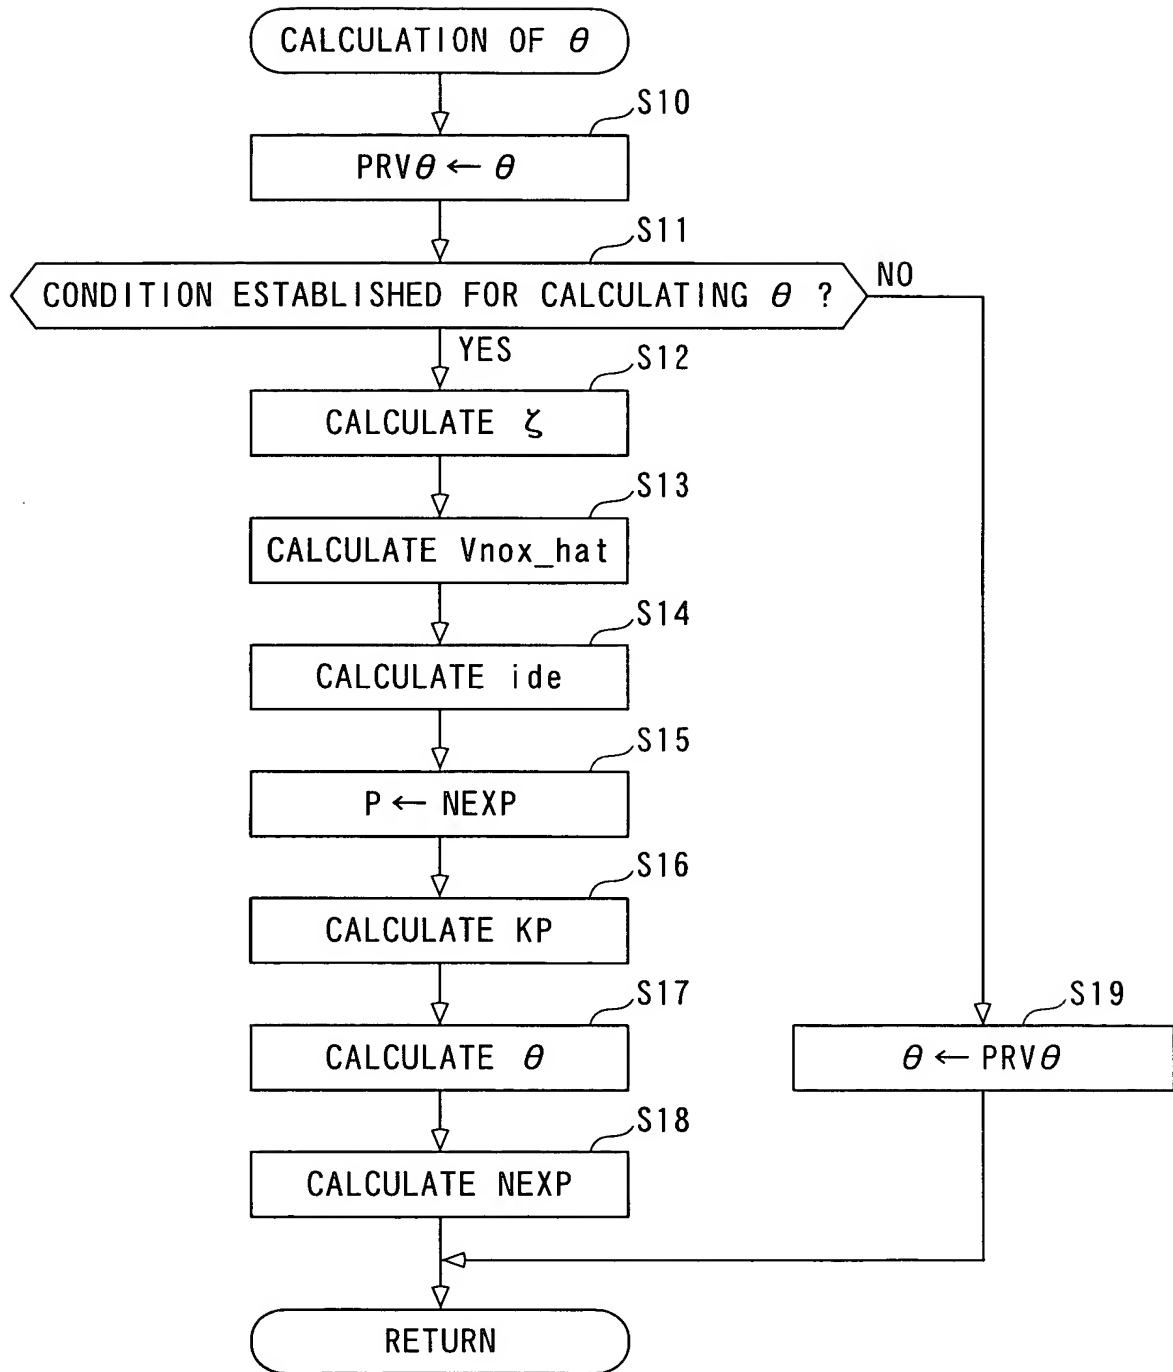 CALCULATION OF θ
S10
PRVθ ← θ
S11
CONDITION ESTABLISHED FOR CALCULATING θ ?
NO
YES
S12
CALCULATE ζ
S13
CALCULATE Vnox_hat
S14
CALCULATE ide
S15
P ← NEXP
S16
CALCULATE KP
S17
CALCULATE θ
S19
θ ← PRVθ
S18
CALCULATE NEXP
RETURN